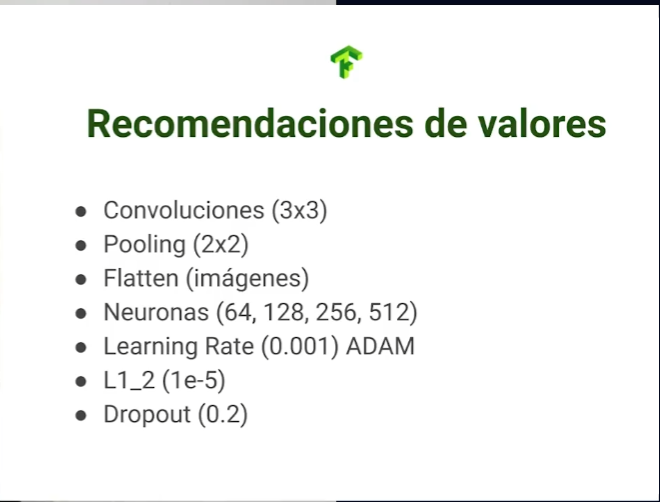 Recomendaciones de valores
● Convoluciones (3x3)
● Pooling (2x2)
● Flatten (imágenes)
● Neuronas (64, 128, 256, 512)
● Learning Rate (0.001) ADAM
● L1_2 (1e-5)
● Dropout (0.2)